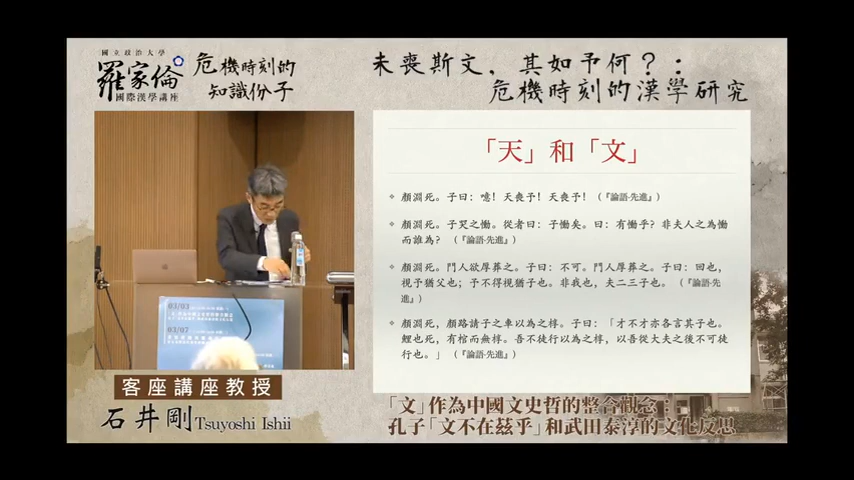 國立政治大學
羅家倫
國際漢學講座
危機時刻的
知識份子
未喪斯文，其如予何？：
危機時刻的漢學研究
「天」和「文」
顏淵死。子曰：噫！天喪予！天喪予！（『論語·先進』）
顏淵死。子哭之慟。從者曰：子慟矣。曰：有慟乎？非夫人之為慟
而誰為？（『論語·先進』）
顏淵死。門人欲厚葬之。子曰：不可。門人厚葬之。子曰：回也，
視予猶父也；予不得視猶子也。非我也，夫二三子也。（『論語·先
進』）
顏淵死，顏路請子之車以為之椁。子曰：「才不才亦各言其子也。
鯉也死，有棺而無椁。吾不徒行以為之椁，以吾從大夫之後不可徒
行也。」（『論語·先進』）
03/03
03/07
客座講座教授
石井剛 Tsuyoshi Ishii
「文」作為中國文史哲的整合觀念：
孔子「文不在茲乎」和武田泰淳的文化反思